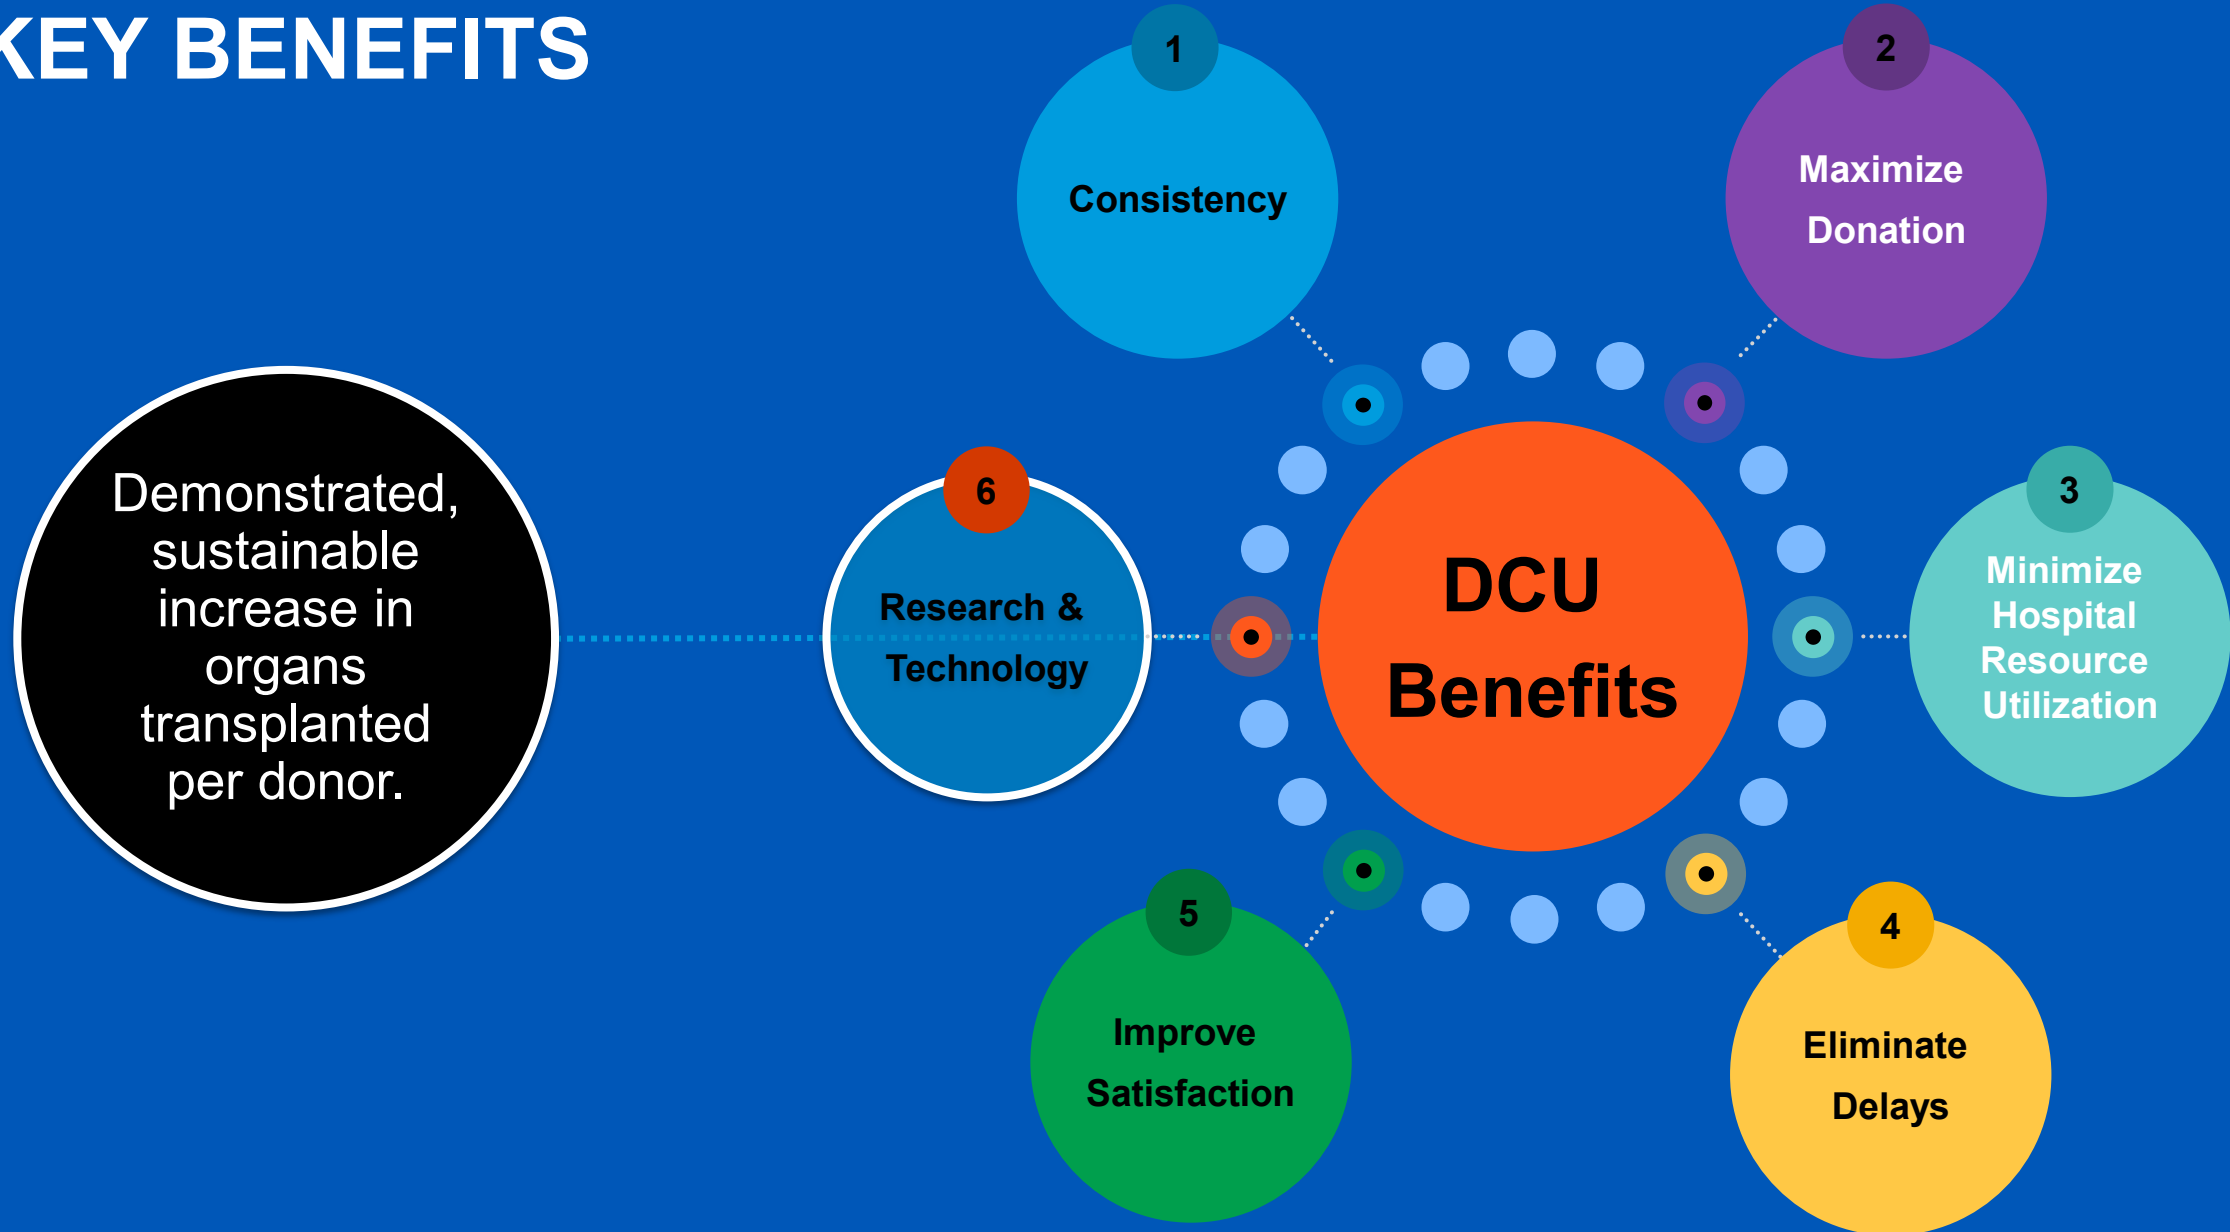 KEY BENEFITS
1
Consistency
2
Maximize
Donation
3
Minimize
Hospital
Resource
Utilization
4
Eliminate
Delays
5
Improve
Satisfaction
6
Research &
Technology
DCU
Benefits
Demonstrated,
sustainable
increase in
organs
transplanted
per donor.